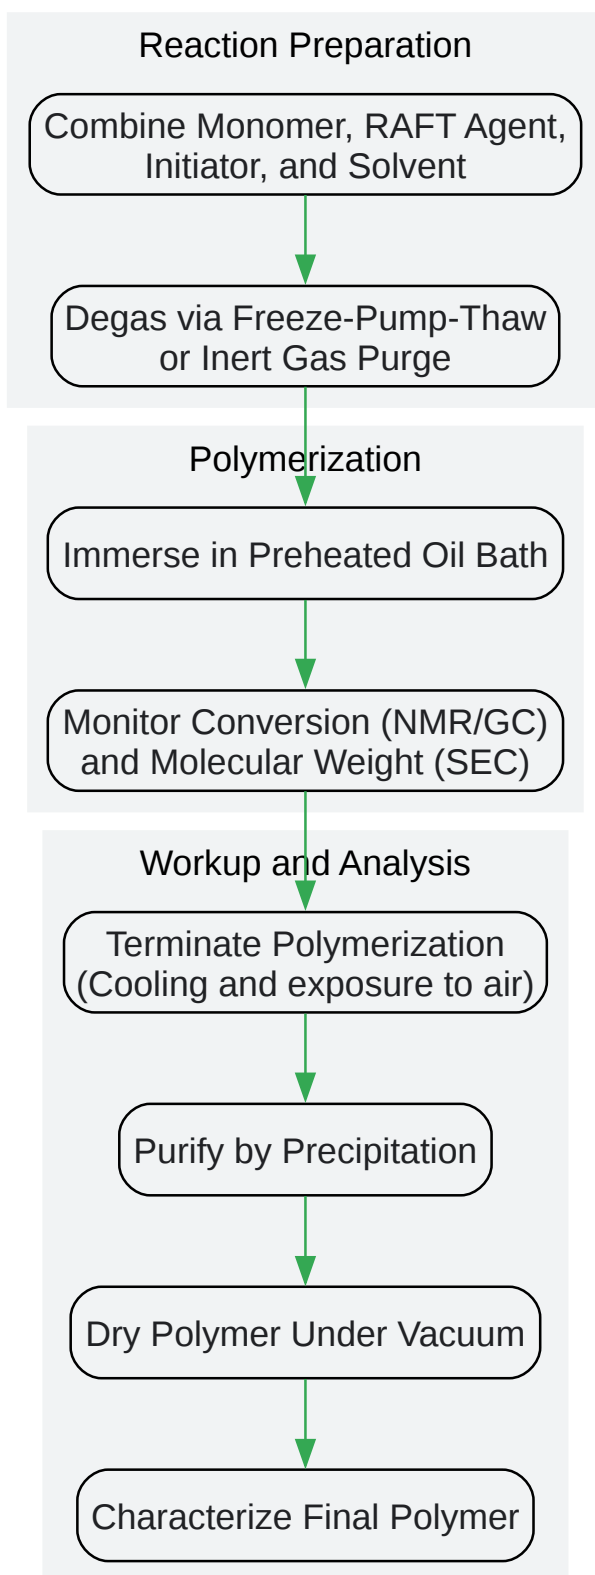 Reaction Preparation
Combine Monomer, RAFT Agent,
Initiator, and Solvent
Degas via Freeze-Pump-Thaw
or Inert Gas Purge
Polymerization
Immerse in Preheated Oil Bath
Monitor Conversion (NMR/GC)
and Molecular Weight (SEC)
Workup and Analysis
Terminate Polymerization
(Cooling and exposure to air)
Purify by Precipitation
Dry Polymer Under Vacuum
Characterize Final Polymer